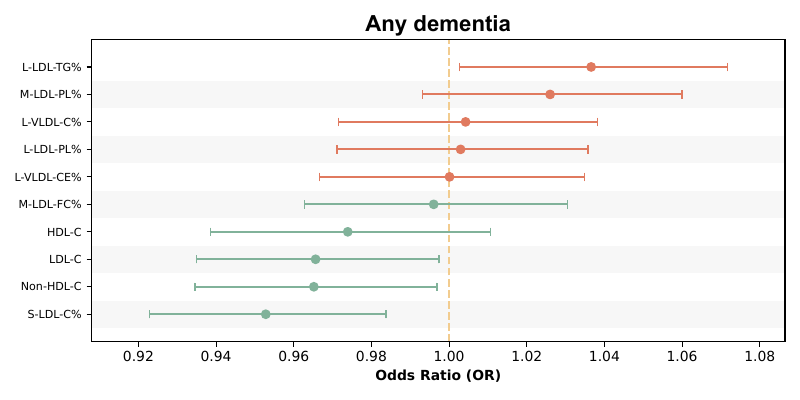 Any dementia
L-LDL-TG%
M-LDL-PL%
L-VLDL-C%
L-LDL-PL%
L-VLDL-CE%
M-LDL-FC%
HDL-C
LDL-C
Non-HDL-C
S-LDL-C%
0.92 0.94 0.96 0.98 1.00 1.02 1.04 1.06 1.08
Odds Ratio (OR)